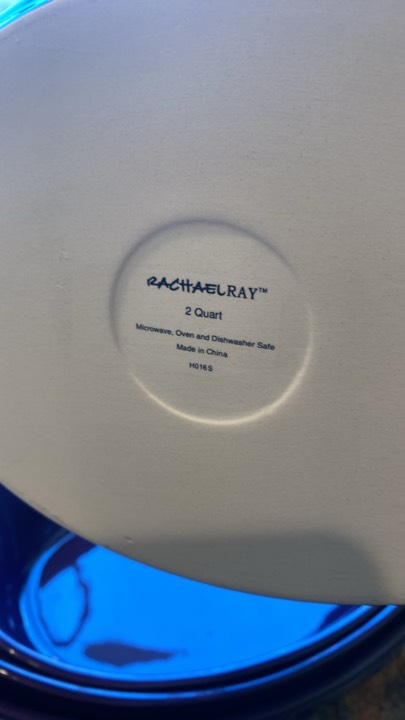 RACHAELRAY™
2 Quart
Microwave, Oven and Dishwasher Safe
Made in China
H016S